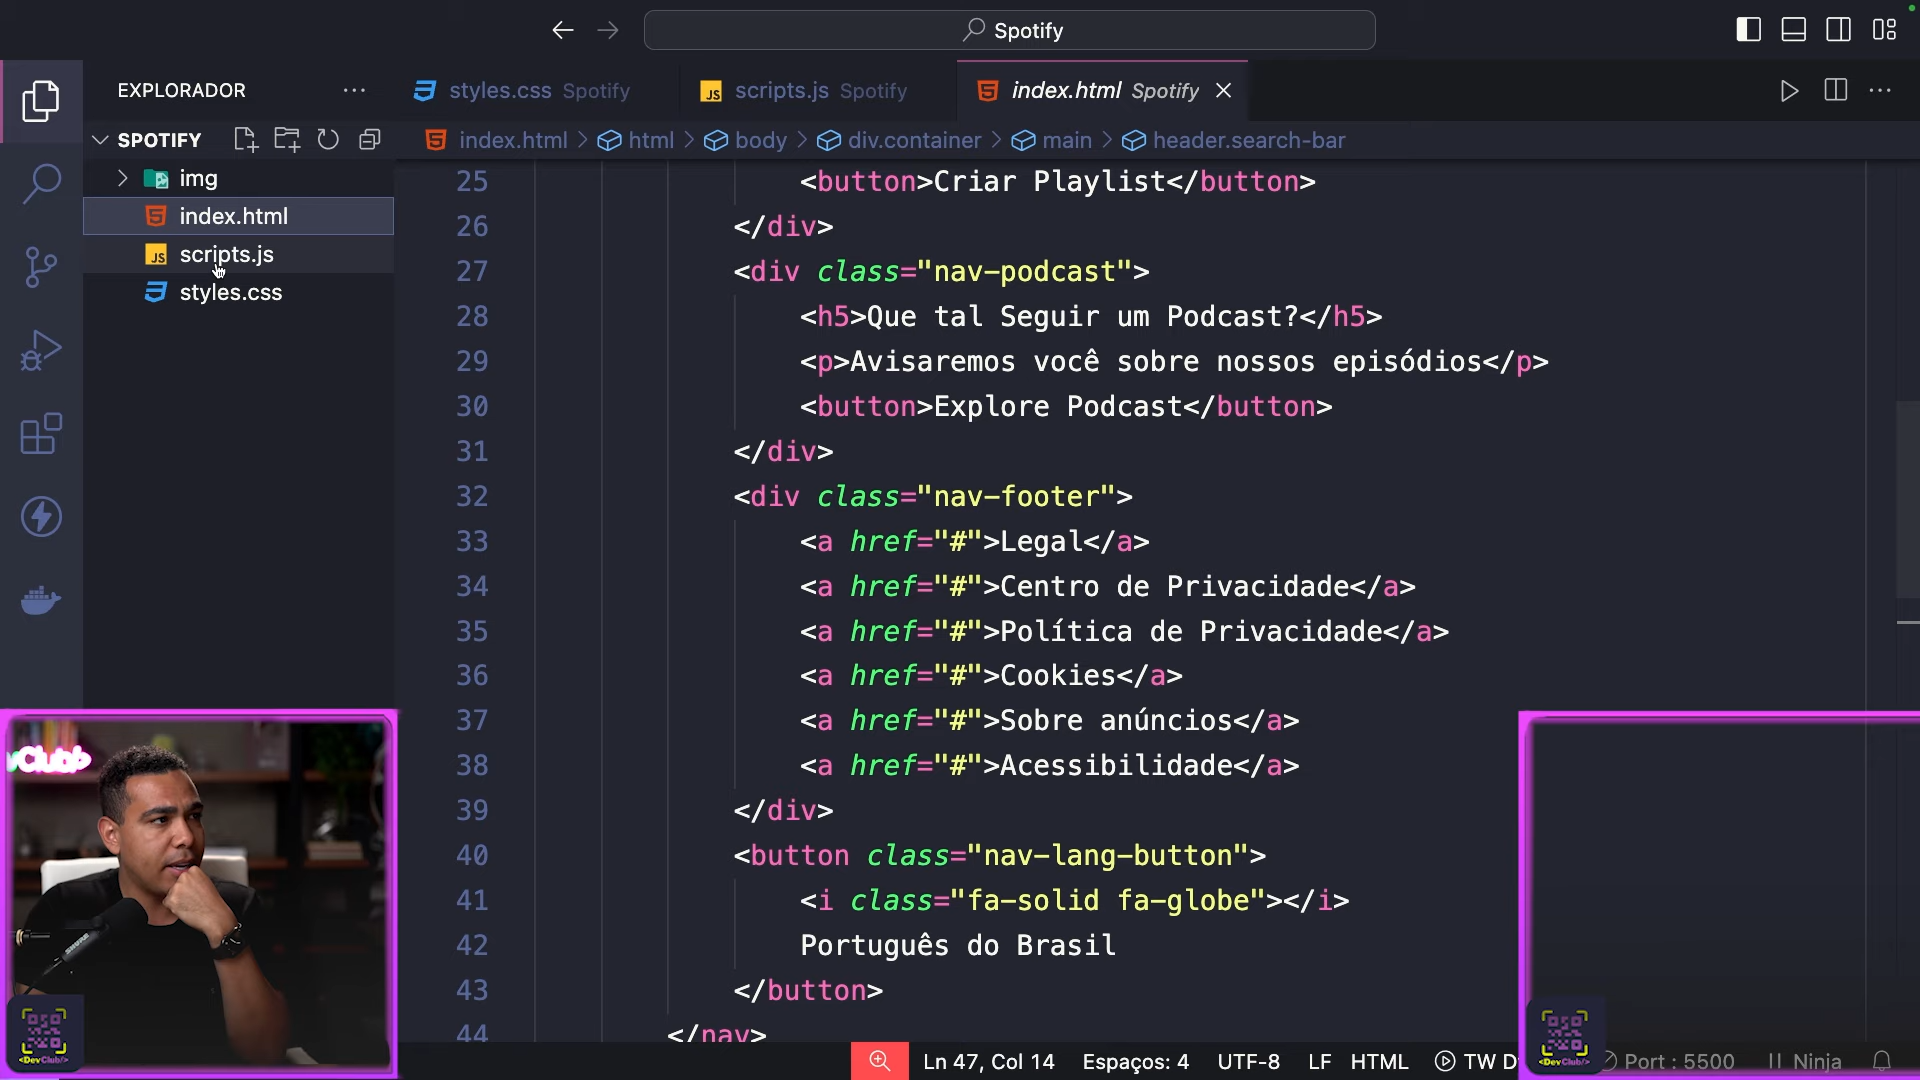 Spotify
EXPLORADOR
SPOTIFY
img
index.html
scripts.js
styles.css
styles.css Spotify
scripts.js Spotify
index.html Spotify
index.html > html > body > div.container > main > header.search-bar
25 <button>Criar Playlist</button>
26 </div>
27 <div class="nav-podcast">
28 <h5>Que tal Seguir um Podcast?</h5>
29 <p>Avisaremos você sobre nossos episódios</p>
30 <button>Explore Podcast</button>
31 </div>
32 <div class="nav-footer">
33 <a href="#">Legal</a>
34 <a href="#">Centro de Privacidade</a>
35 <a href="#">Política de Privacidade</a>
36 <a href="#">Cookies</a>
37 <a href="#">Sobre anúncios</a>
38 <a href="#">Acessibilidade</a>
39 </div>
40 <button class="nav-lang-button">
41 <i class="fa-solid fa-globe"></i>
42 Português do Brasil
43 </button>
44 </nav>
Club
<DevClub/>
Ln 47, Col 14 Espaços: 4 UTF-8 LF HTML TW
<DevClub/>
Port : 5500 Ninja